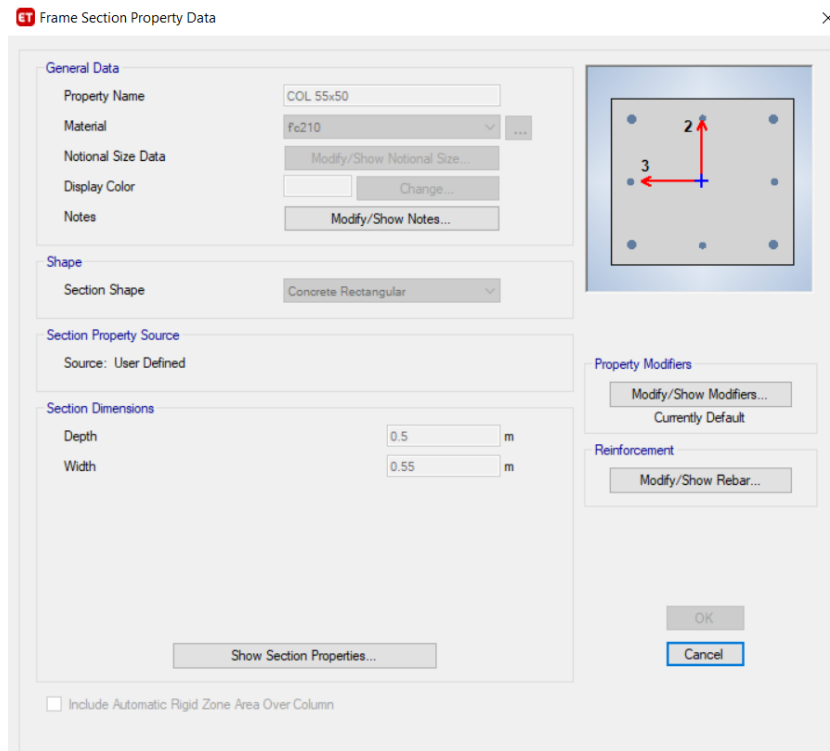 ET Frame Section Property Data
General Data
Property Name COL 55x50
Material f'c210 ...
Notional Size Data Modify/Show Notional Size...
Display Color Change...
Notes Modify/Show Notes...
2
3
Shape
Section Shape Concrete Rectangular
Section Property Source
Source: User Defined
Property Modifiers
Modify/Show Modifiers...
Currently Default
Section Dimensions
Depth 0.5 m
Width 0.55 m
Reinforcement
Modify/Show Rebar...
Show Section Properties...
OK
Cancel
Include Automatic Rigid Zone Area Over Column